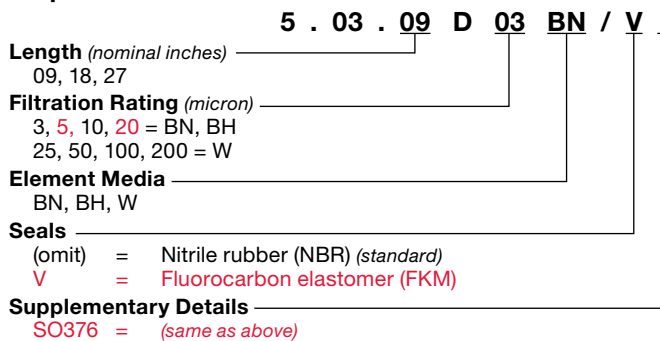 5 . 03 . 09 D 03 BN / V
Length (nominal inches)
09, 18, 27
Filtration Rating (micron)
3, 5, 10, 20 = BN, BH
25, 50, 100, 200 = W
Element Media
BN, BH, W
Seals
(omit) = Nitrile rubber (NBR) (standard)
V = Fluorocarbon elastomer (FKM)
Supplementary Details
SO376 = (same as above)